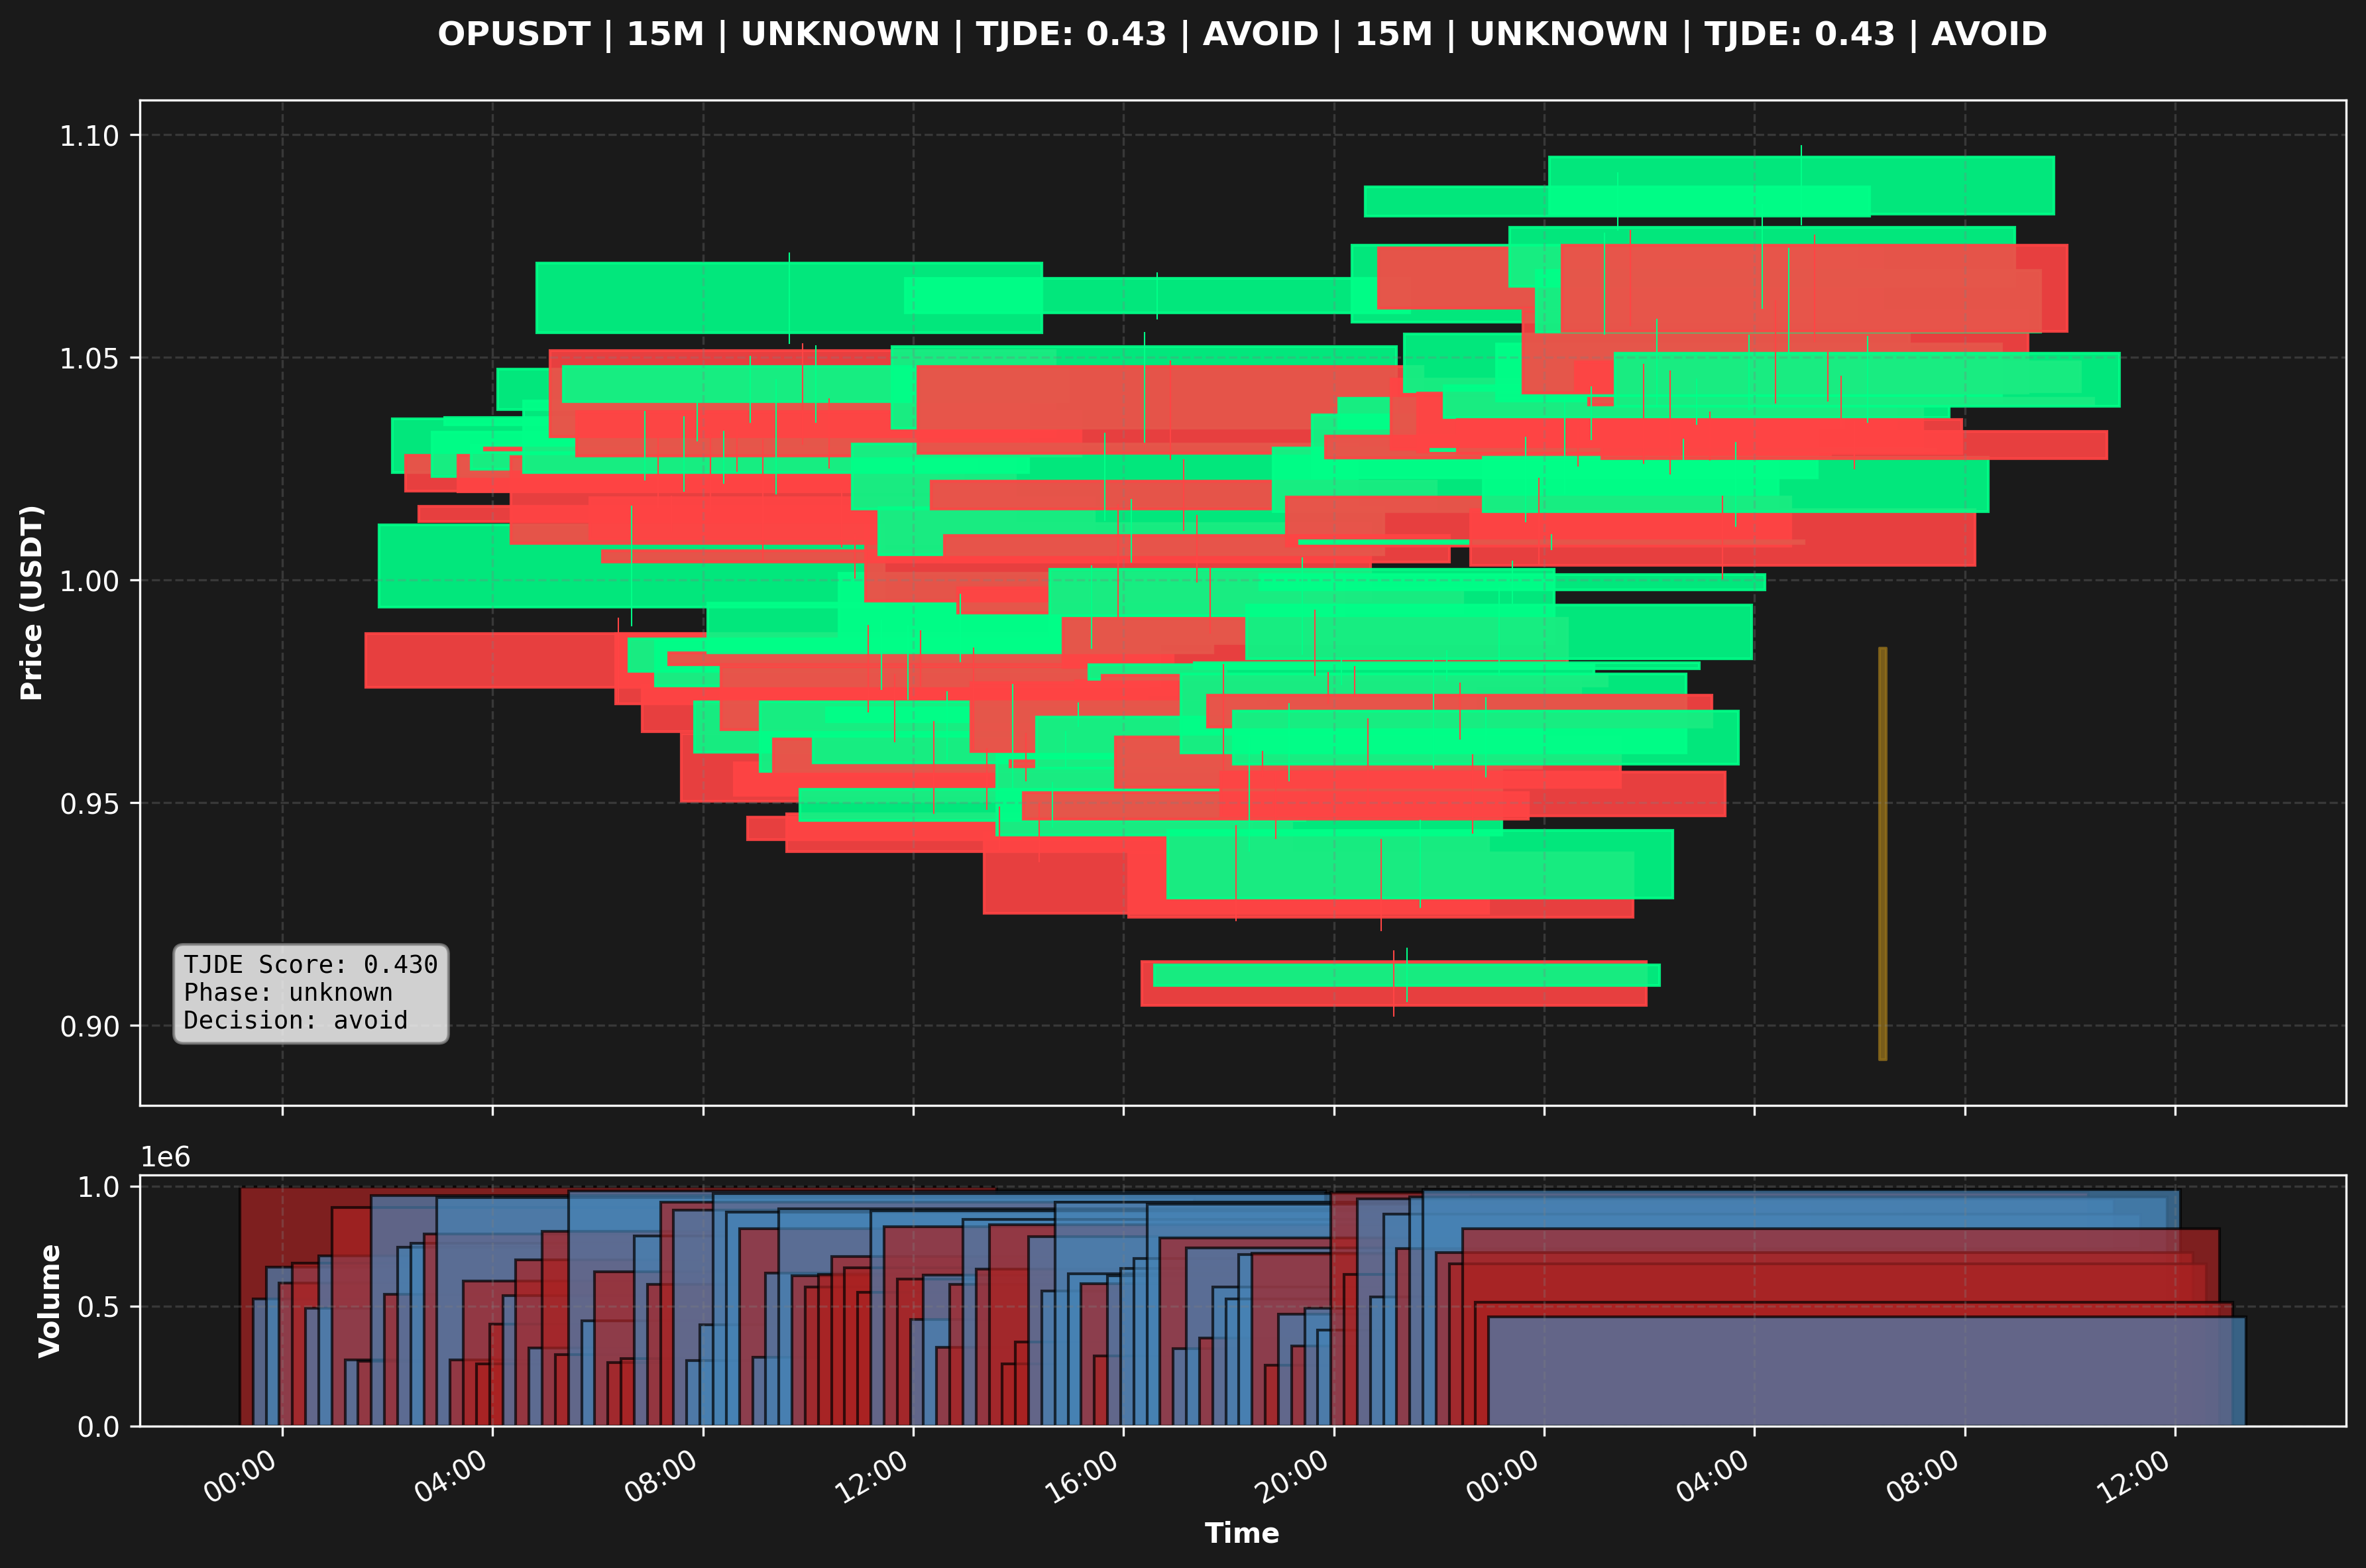 OPUSDT | 15M | UNKNOWN | TJDE: 0.43 | AVOID | 15M | UNKNOWN | TJDE: 0.43 | AVOID
Price (USDT)
1.10
1.05
1.00
0.95
0.90
TJDE Score: 0.430
Phase: unknown
Decision: avoid
1e6
Volume
1.0
0.5
0.0
00:00 04:00 08:00 12:00 16:00 20:00 00:00 04:00 08:00 12:00
Time